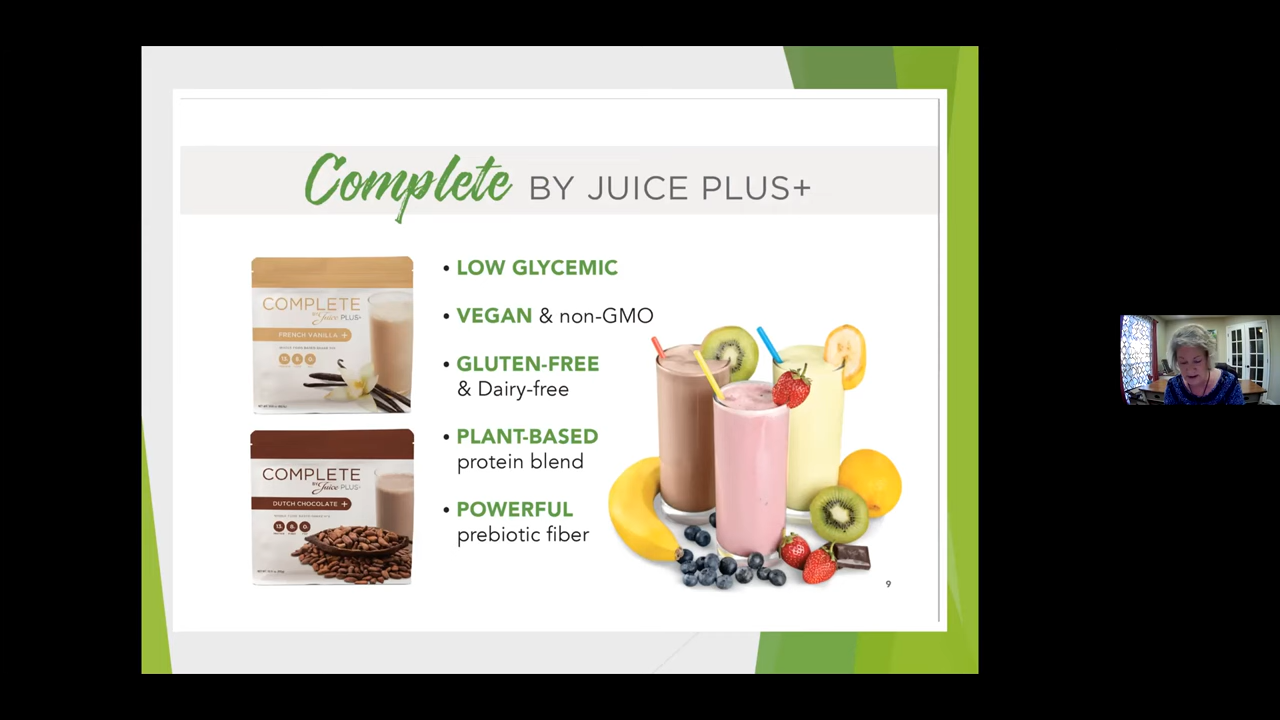 Complete BY JUICE PLUS+
• LOW GLYCEMIC
• VEGAN & non-GMO
• GLUTEN-FREE
& Dairy-free
• PLANT-BASED
protein blend
• POWERFUL
prebiotic fiber
COMPLETE
BY Juice PLUS+
FRENCH VANILLA +
COMPLETE
BY Juice PLUS+
DUTCH CHOCOLATE +
9